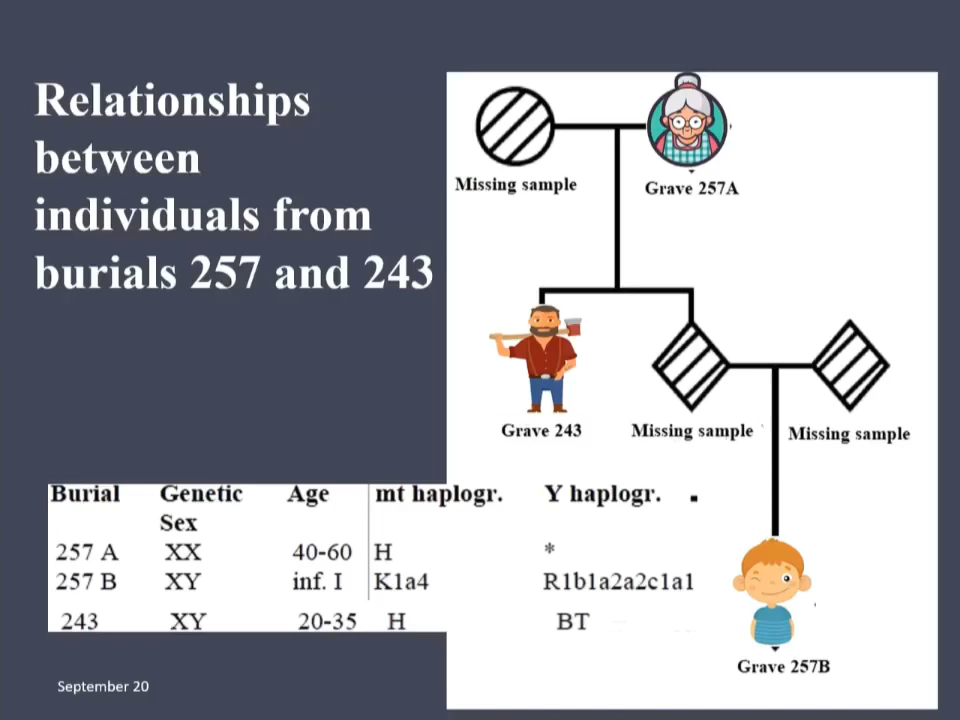 Relationships
between
individuals from
burials 257 and 243
Missing sample
Grave 257A
Grave 243
Missing sample
Missing sample
Grave 257B
Burial Genetic Sex Age mt haplogr. Y haplogr.
257 A XX 40-60 H *
257 B XY inf. I K1a4 R1b1a2a2c1a1
243 XY 20-35 H BT
September 20